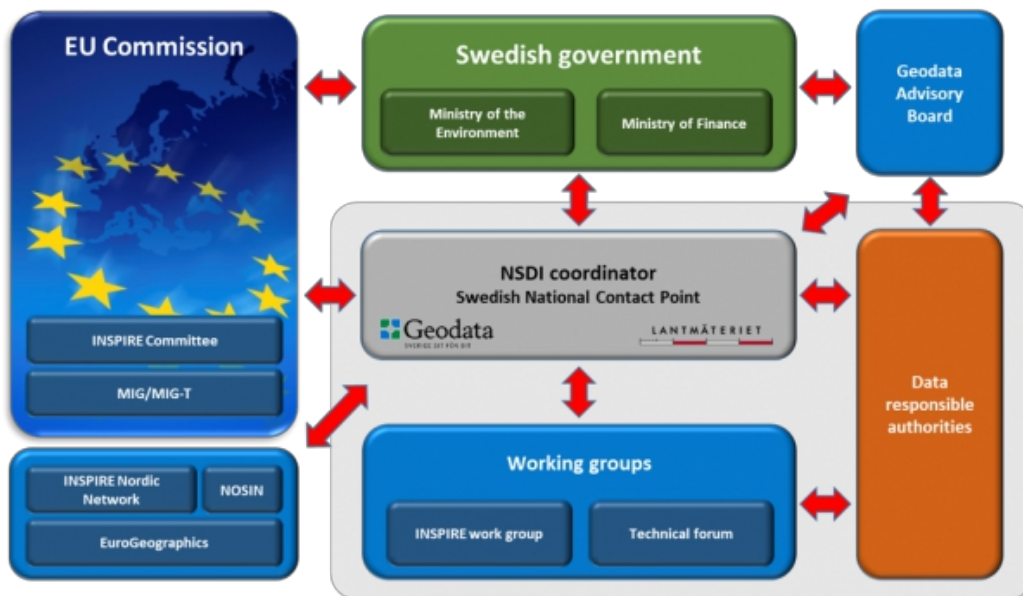 EU Commission
INSPIRE Committee
MIG/MIG-T
INSPIRE Nordic
Network
NOSIN
EuroGeographics
Swedish government
Ministry of the
Environment
Ministry of Finance
Geodata
Advisory
Board
NSDI coordinator
Swedish National Contact Point
Geodata
LANTMÄTERIET
Working groups
INSPIRE work group
Technical forum
Data
responsible
authorities